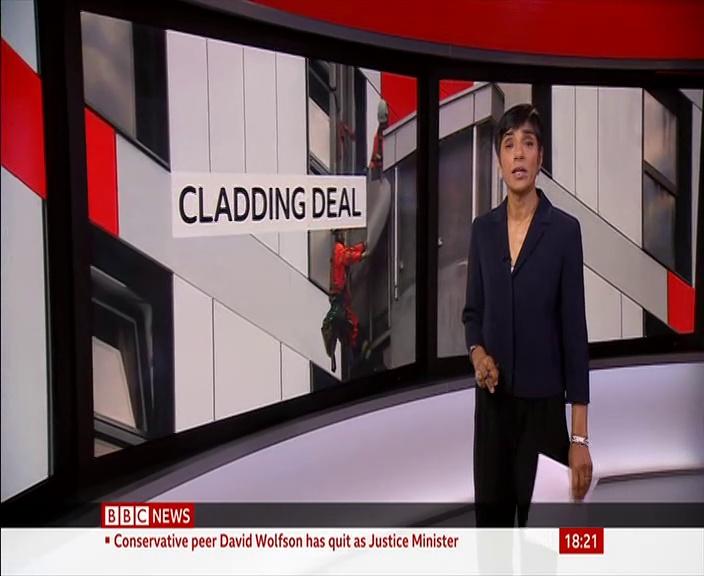 CLADDING DEAL
BBC NEWS
▪ Conservative peer David Wolfson has quit as Justice Minister
18:21